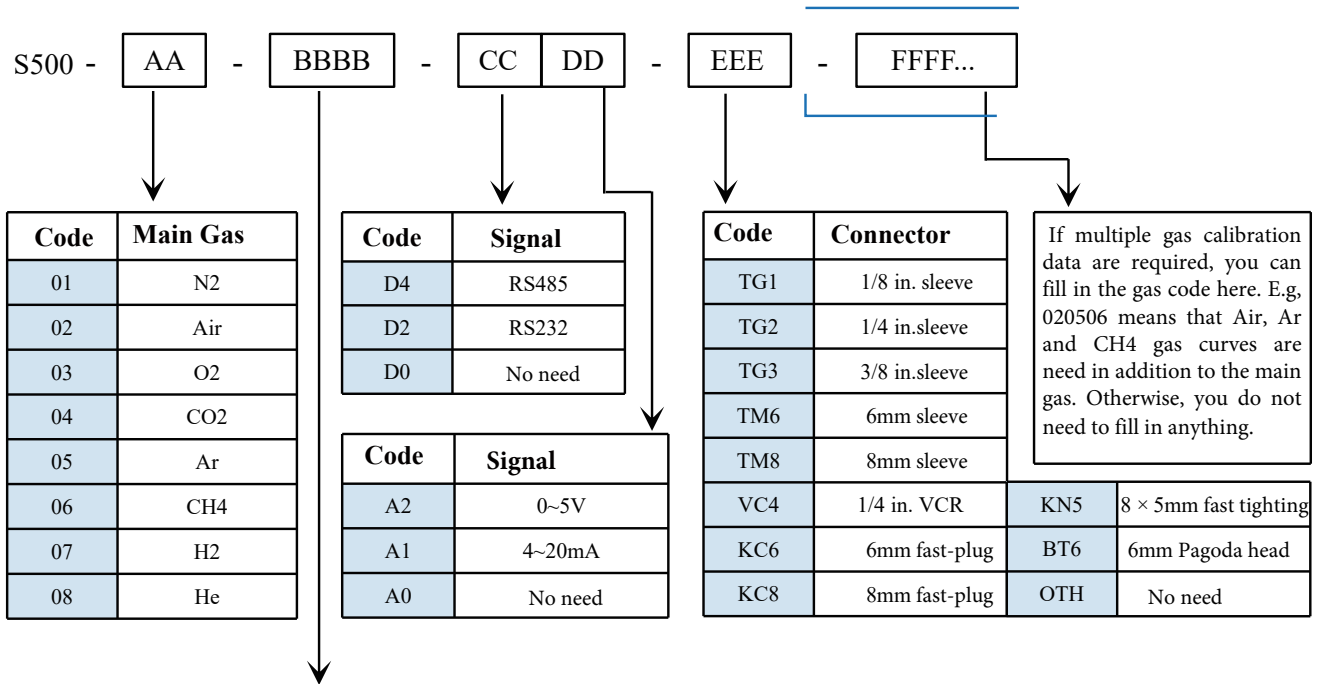 S500 - AA - BBBB - CC DD - EEE - FFFF...
Code Main Gas
01 N2
02 Air
03 O2
04 CO2
05 Ar
06 CH4
07 H2
08 He
Code Signal
D4 RS485
D2 RS232
D0 No need
Code Signal
A2 0~5V
A1 4~20mA
A0 No need
Code Connector
TG1 1/8 in. sleeve
TG2 1/4 in.sleeve
TG3 3/8 in.sleeve
TM6 6mm sleeve
TM8 8mm sleeve
VC4 1/4 in. VCR
KC6 6mm fast-plug
KC8 8mm fast-plug
KN5 8 × 5mm fast tighting
BT6 6mm Pagoda head
OTH No need
If multiple gas calibration
data are required, you can
fill in the gas code here. E.g,
020506 means that Air, Ar
and CH4 gas curves are
need in addition to the main
gas. Otherwise, you do not
need to fill in anything.